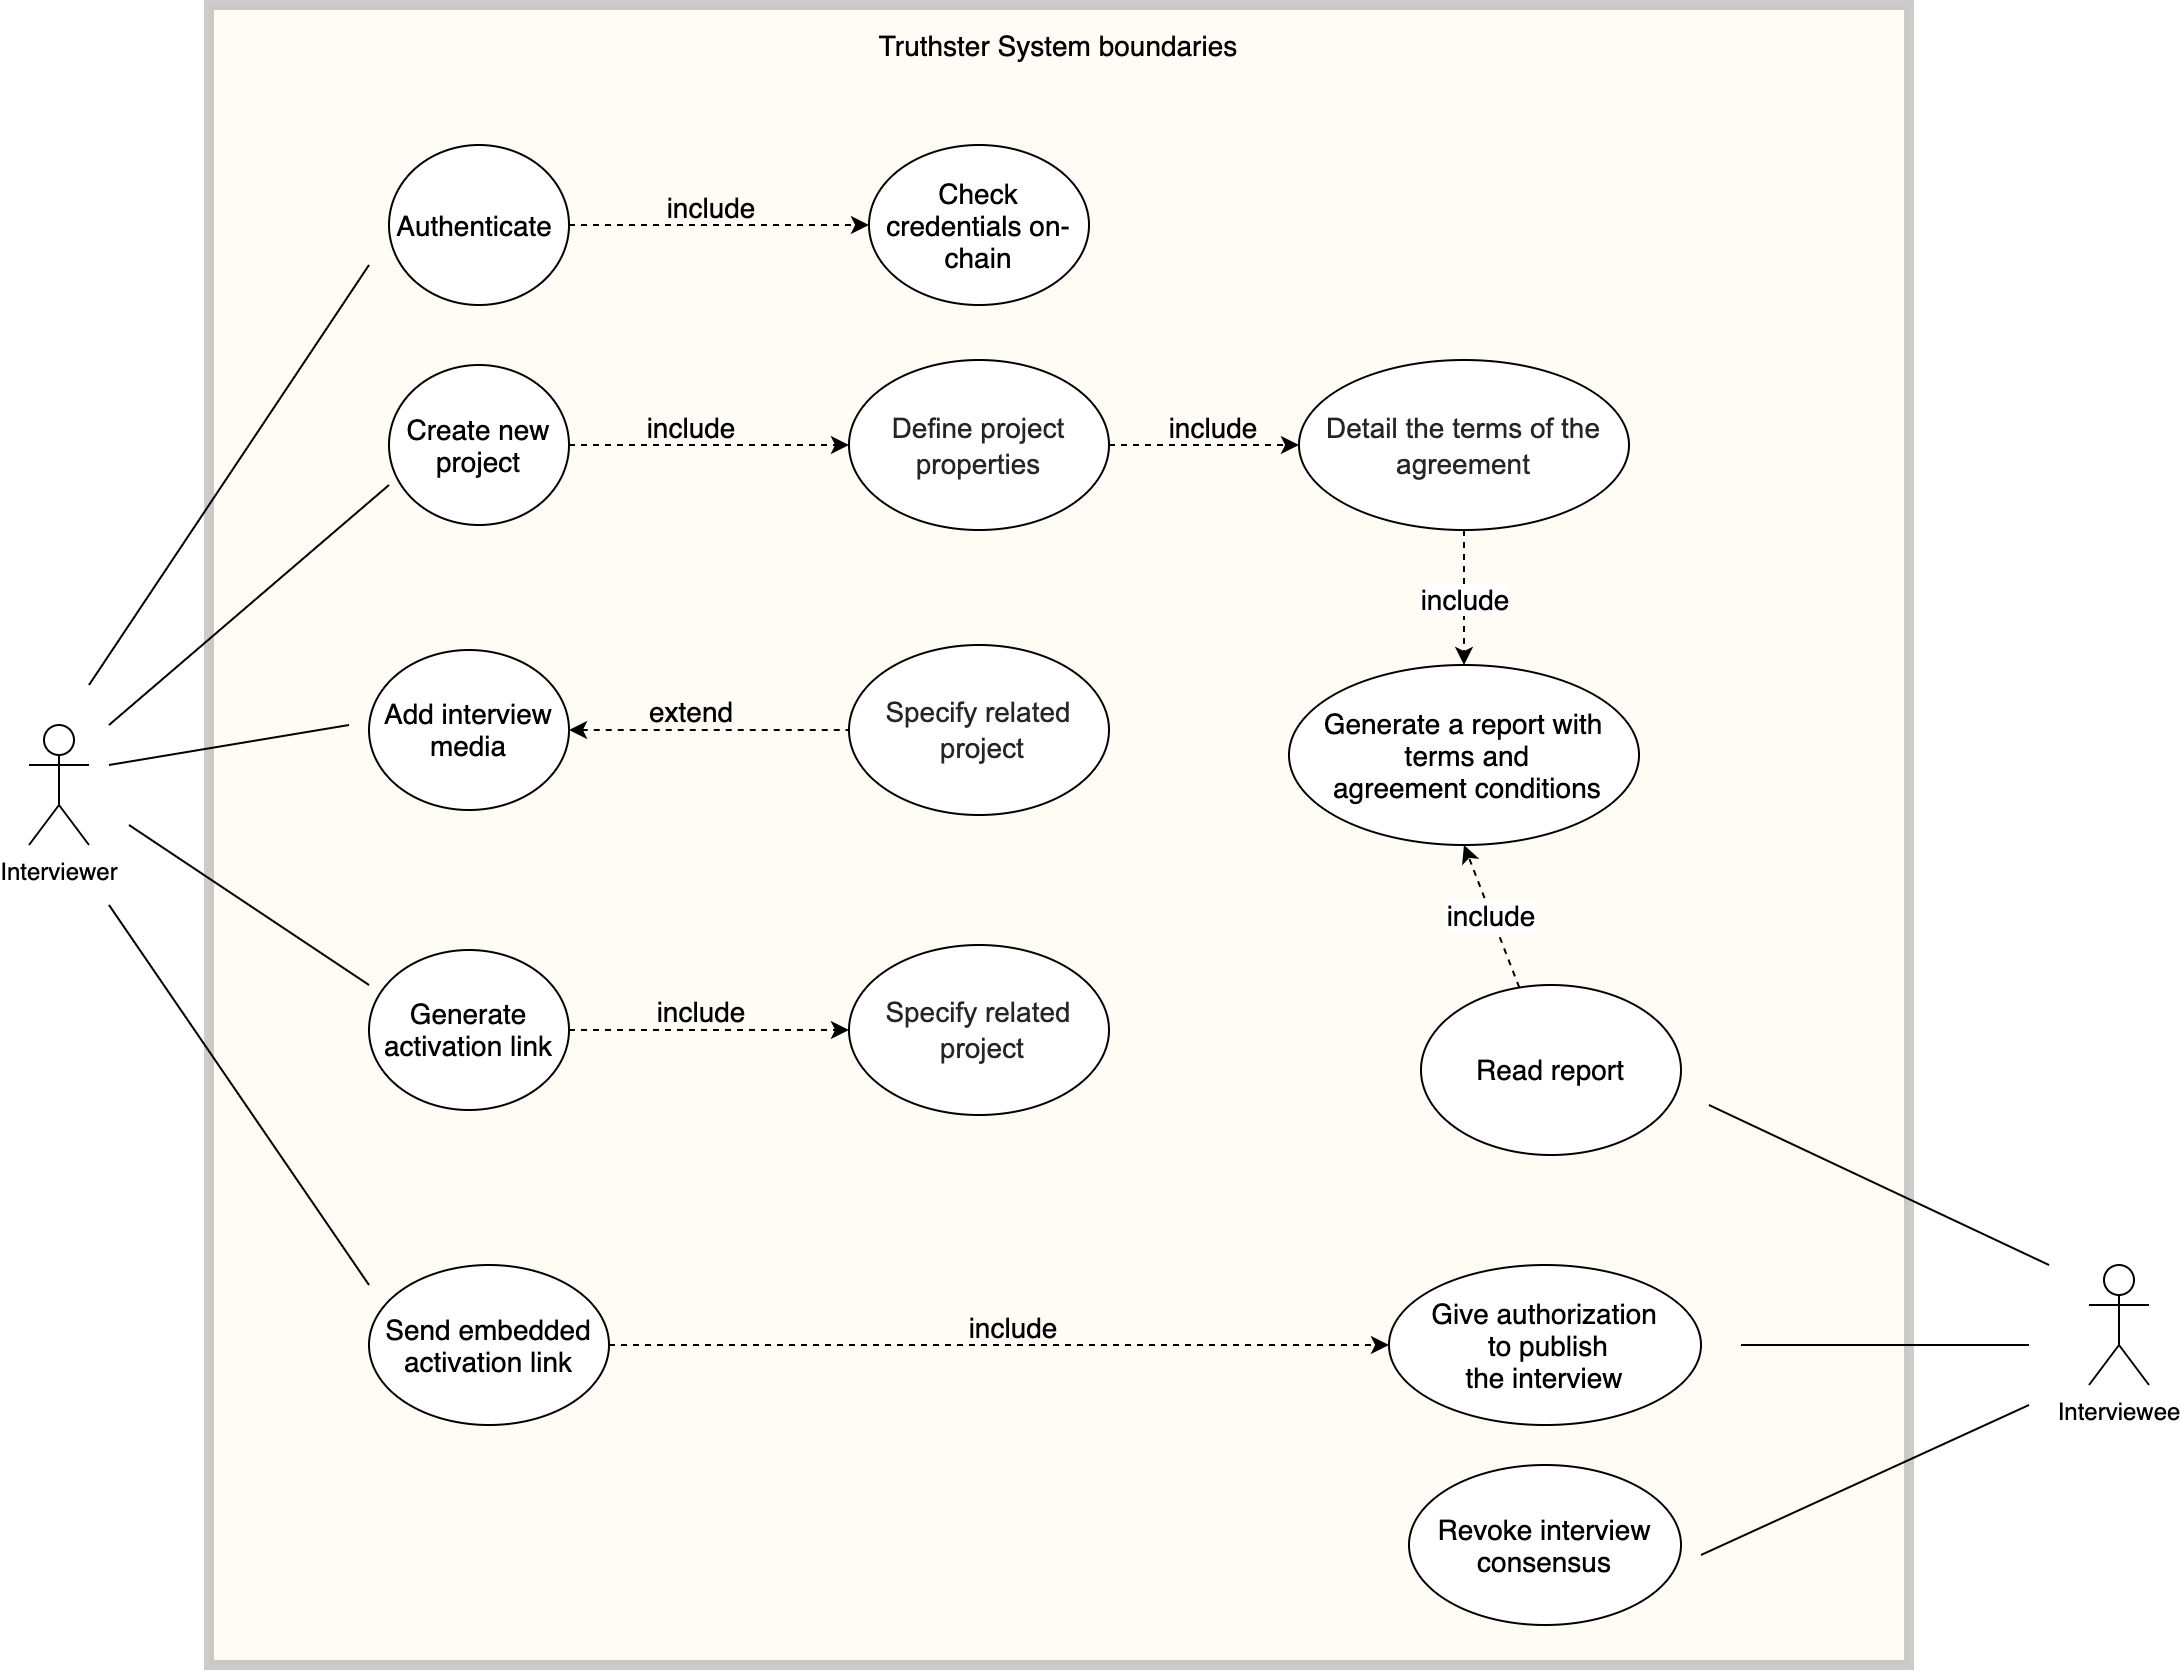 Truthster System boundaries
Authenticate
include
Check
credentials on-
chain
Create new
project
include
Define project
properties
include
Detail the terms of the
agreement
include
Add interview
media
extend
Specify related
project
Generate a report with
terms and
agreement conditions
Interviewer
include
Generate
activation link
include
Specify related
project
Read report
Send embedded
activation link
include
Give authorization
to publish
the interview
Interviewee
Revoke interview
consensus